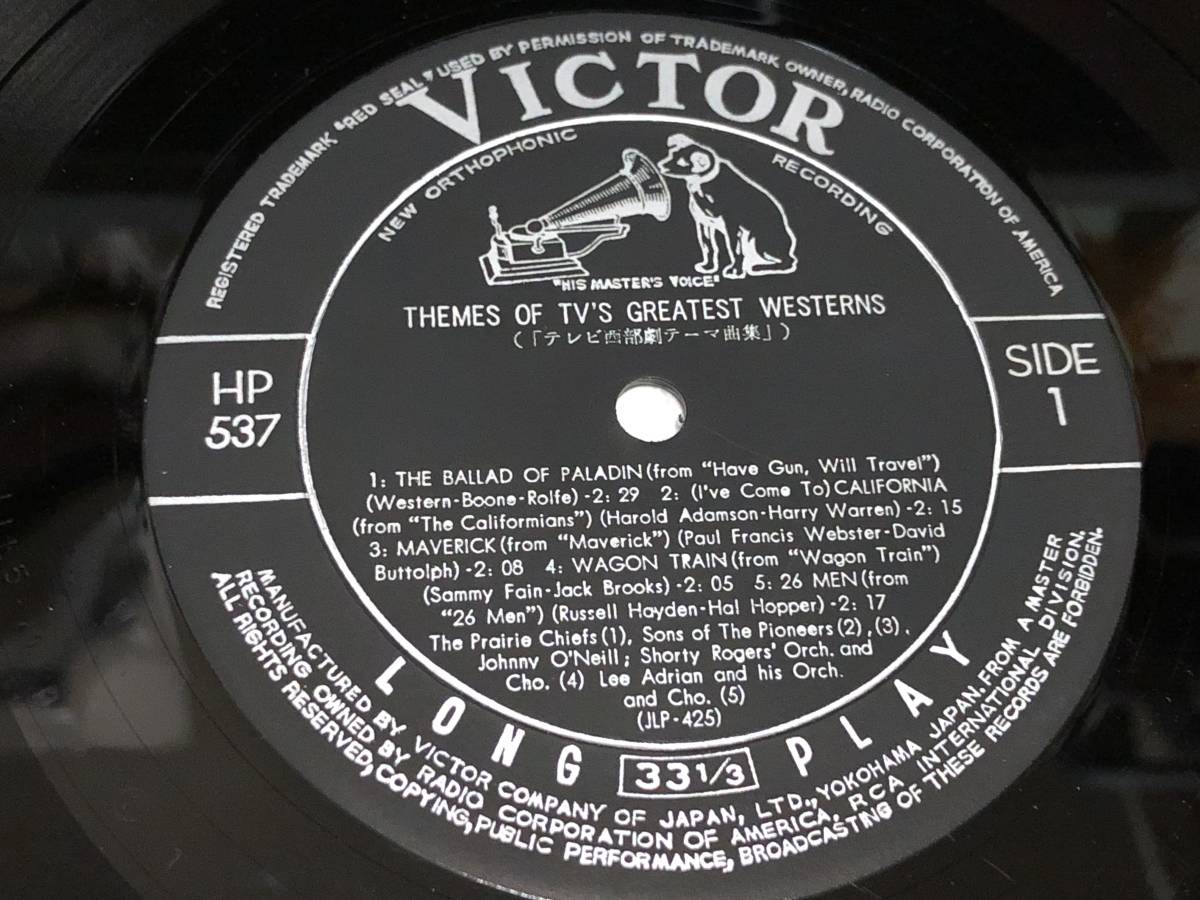 REGISTERED TRADEMARK "RED SEAL" USED BY PERMISSION OF TRADEMARK OWNER, RADIO CORPORATION OF AMERICA
VICTOR
NEW ORTHOPHONIC RECORDING
"HIS MASTER'S VOICE"
THEMES OF TV'S GREATEST WESTERNS
(「テレビ西部劇テーマ曲集」)
HP
537
SIDE
1
1: THE BALLAD OF PALADIN (from "Have Gun, Will Travel")
(Western-Boone-Rolfe) -2: 29 2: (I've Come To) CALIFORNIA
(from "The Califormians") (Harold Adamson-Harry Warren) -2: 15
3: MAVERICK (from "Maverick") (Paul Francis Webster-David
Buttolph) -2: 08 4: WAGON TRAIN (from "Wagon Train")
(Sammy Fain-Jack Brooks) -2: 05 5: 26 MEN (from
"26 Men") (Russell Hayden-Hal Hopper) -2: 17
The Prairie Chiefs (1), Sons of The Pioneers (2), (3).
Johnny O'Neill; Shorty Rogers' Orch. and
Cho. (4) Lee Adrian and his Orch.
and Cho. (5)
(JLP-425)
LONG 33 1/3 PLAY
MANUFACTURED BY VICTOR COMPANY OF JAPAN, LTD., YOKOHAMA JAPAN, FROM A MASTER
RECORDING OWNED BY RADIO CORPORATION OF AMERICA, RCA INTERNATIONAL DIVISION.
ALL RIGHTS RESERVED, COPYING, PUBLIC PERFORMANCE, BROADCASTING OF THESE RECORDS ARE FORBIDDEN.